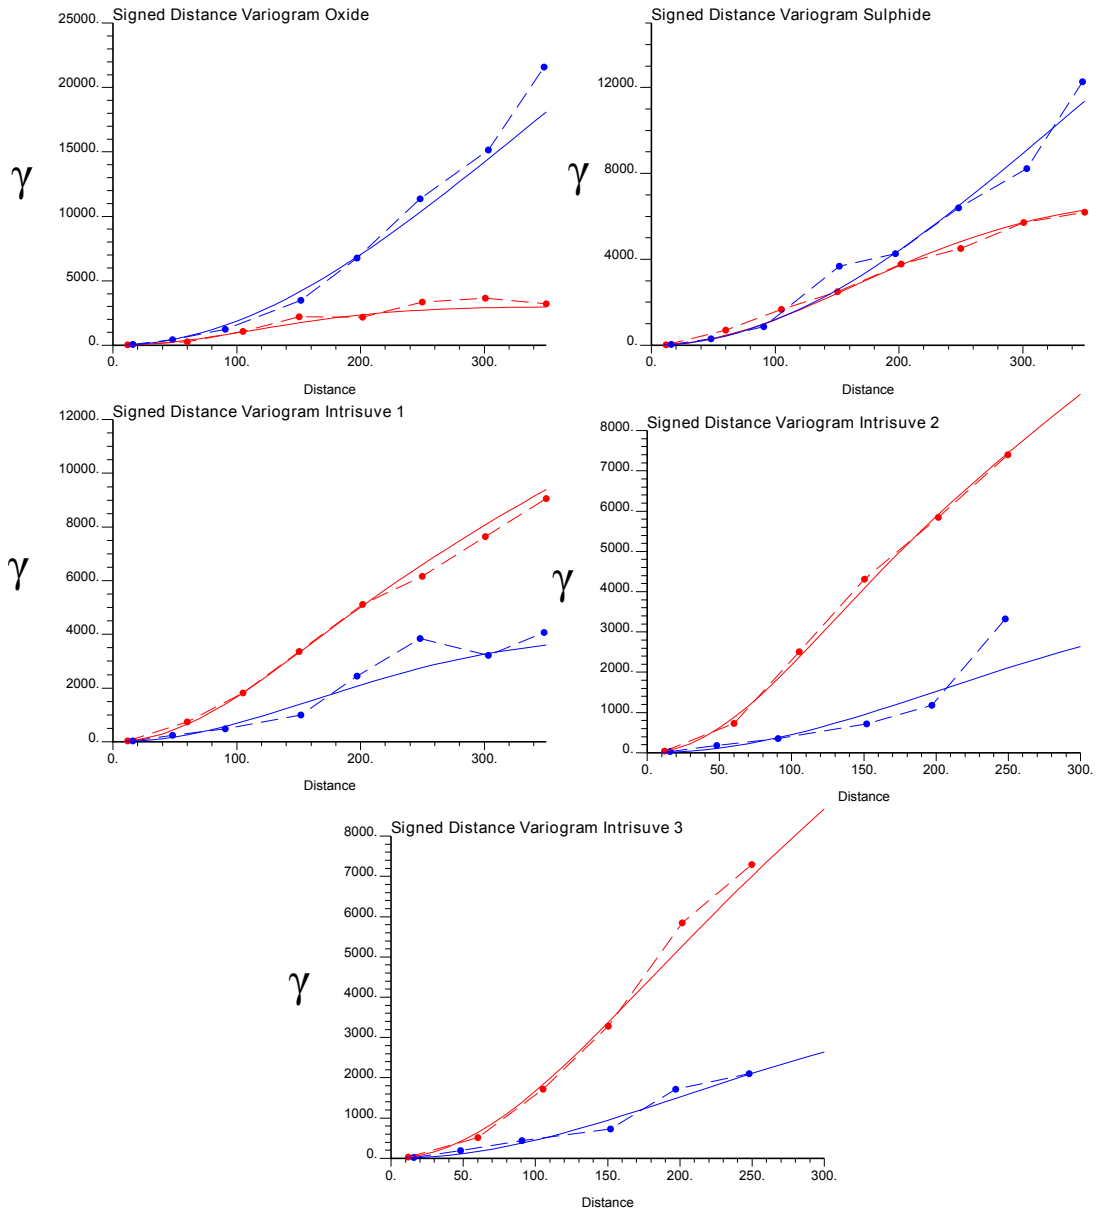 Signed Distance Variogram Oxide
25000.
20000.
15000.
10000.
5000.
0.
γ
0. 100. 200. 300.
Distance
Signed Distance Variogram Sulphide
12000.
8000.
4000.
0.
γ
0. 100. 200. 300.
Distance
Signed Distance Variogram Intrisuve 1
12000.
10000.
8000.
6000.
4000.
2000.
0.
γ
0. 100. 200. 300.
Distance
Signed Distance Variogram Intrisuve 2
8000.
7000.
6000.
5000.
4000.
3000.
2000.
1000.
0.
γ
0. 50. 100. 150. 200. 250. 300.
Distance
Signed Distance Variogram Intrisuve 3
8000.
7000.
6000.
5000.
4000.
3000.
2000.
1000.
0.
γ
0. 50. 100. 150. 200. 250. 300.
Distance